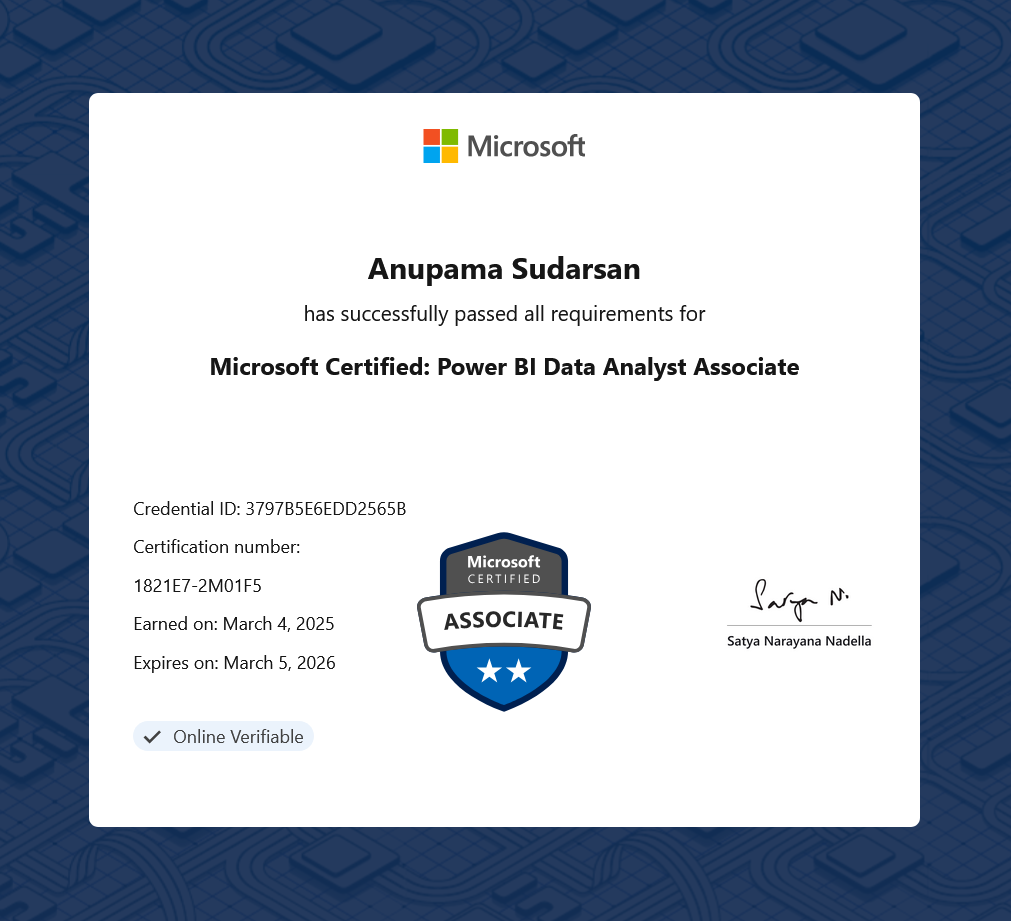 Microsoft
Anupama Sudarsan
has successfully passed all requirements for
Microsoft Certified: Power BI Data Analyst Associate
Credential ID: 3797B5E6EDD2565B
Certification number:
1821E7-2M01F5
Earned on: March 4, 2025
Expires on: March 5, 2026
Online Verifiable
Microsoft
CERTIFIED
ASSOCIATE
Satya N.
Satya Narayana Nadella